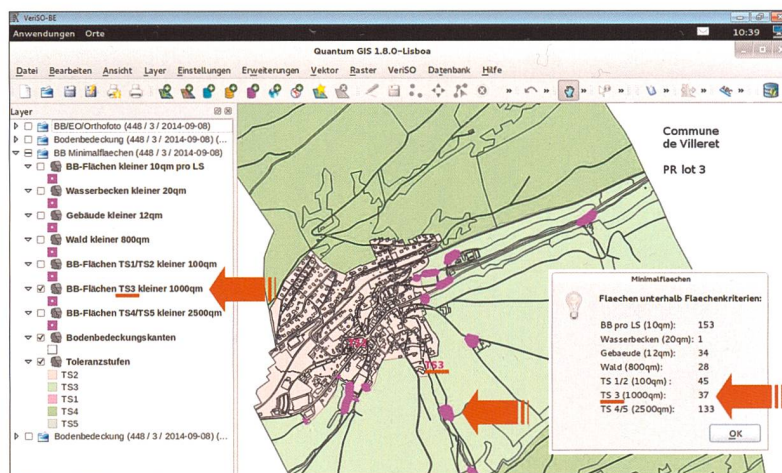 VeriSO-BE
Anwendungen Orte
10:39
Quantum GIS 1.8.0-Lisboa
Datei Bearbeiten Ansicht Layer Einstellungen Erweiterungen Vektor Raster VeriSO Datenbank Hilfe
Layer
BB/EO/Orthofoto (448 / 3 / 2014-09-08)
Bodenbedeckung (448 / 3 / 2014-09-08) (...
BB Minimalflaechen (448 / 3 / 2014-09-08)
BB-Flächen kleiner 10qm pro LS
Wasserbecken kleiner 20qm
Gebäude kleiner 12qm
Wald kleiner 800qm
BB-Flächen TS1/TS2 kleiner 100qm
BB-Flächen TS3 kleiner 1000qm
BB-Flächen TS4/TS5 kleiner 2500qm
Bodenbedeckungskanten
Toleranzstufen
TS2
TS3
TS1
TS4
TS5
Bodenbedeckung (448 / 3 / 2014-09-08) (...
Commune
de Villeret
PR lot 3
TS3
Minimalflaechen
Flaechen unterhalb Flaechenkriterien:
BB pro LS (10qm): 153
Wasserbecken (20qm): 1
Gebaeude (12qm): 34
Wald (800qm): 28
TS 1/2 (100qm): 45
TS 3 (1000qm): 37
TS 4/5 (2500qm): 133
OK